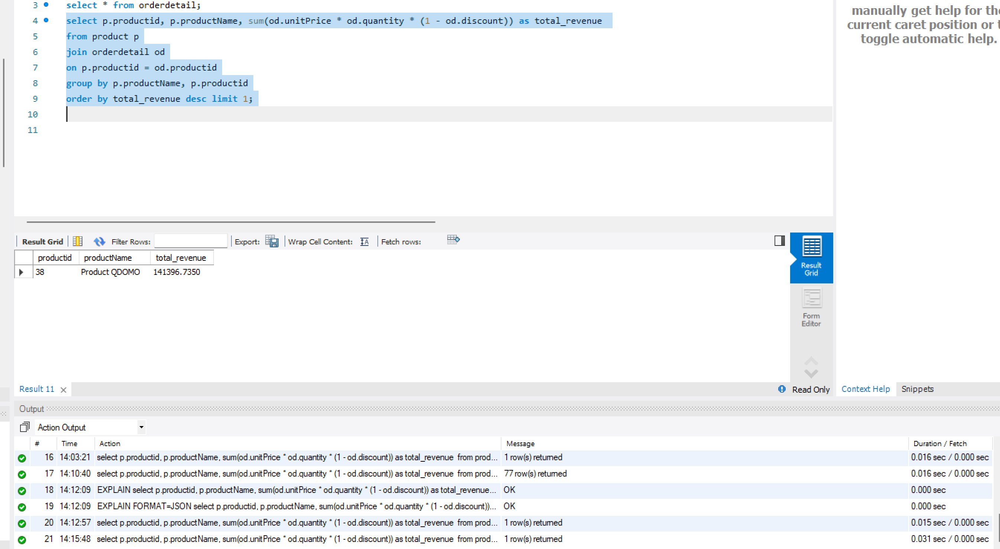 3 select * from orderdetail;
4 select p.productid, p.productName, sum(od.unitPrice * od.quantity * (1 - od.discount)) as total_revenue
5 from product p
6 join orderdetail od
7 on p.productid = od.productid
8 group by p.productName, p.productid
9 order by total_revenue desc limit 1;
10
11
manually get help for the
current caret position or t
toggle automatic help.
Result Grid Filter Rows: Export: Wrap Cell Content: Fetch rows:
productid productName total_revenue
38 Product QDOMO 141396.7350
Result
Grid
Form
Editor
Result 11 Read Only Context Help Snippets
Output
Action Output
# Time Action Message Duration / Fetch
16 14:03:21 select p.productid, p.productName, sum(od.unitPrice * od.quantity * (1 - od.discount)) as total_revenue from prod... 1 row(s) returned 0.016 sec / 0.000 sec
17 14:10:40 select p.productid, p.productName, sum(od.unitPrice * od.quantity * (1 - od.discount)) as total_revenue from prod... 77 row(s) returned 0.016 sec / 0.000 sec
18 14:12:09 EXPLAIN select p.productid, p.productName, sum(od.unitPrice * od.quantity * (1 - od.discount)) as total_revenue... OK 0.000 sec
19 14:12:09 EXPLAIN FORMAT=JSON select p.productid, p.productName, sum(od.unitPrice * od.quantity * (1 - od.discount))... OK 0.000 sec
20 14:12:57 select p.productid, p.productName, sum(od.unitPrice * od.quantity * (1 - od.discount)) as total_revenue from prod... 1 row(s) returned 0.015 sec / 0.000 sec
21 14:15:48 select p.productid, p.productName, sum(od.unitPrice * od.quantity * (1 - od.discount)) as total_revenue from prod... 1 row(s) returned 0.031 sec / 0.000 sec